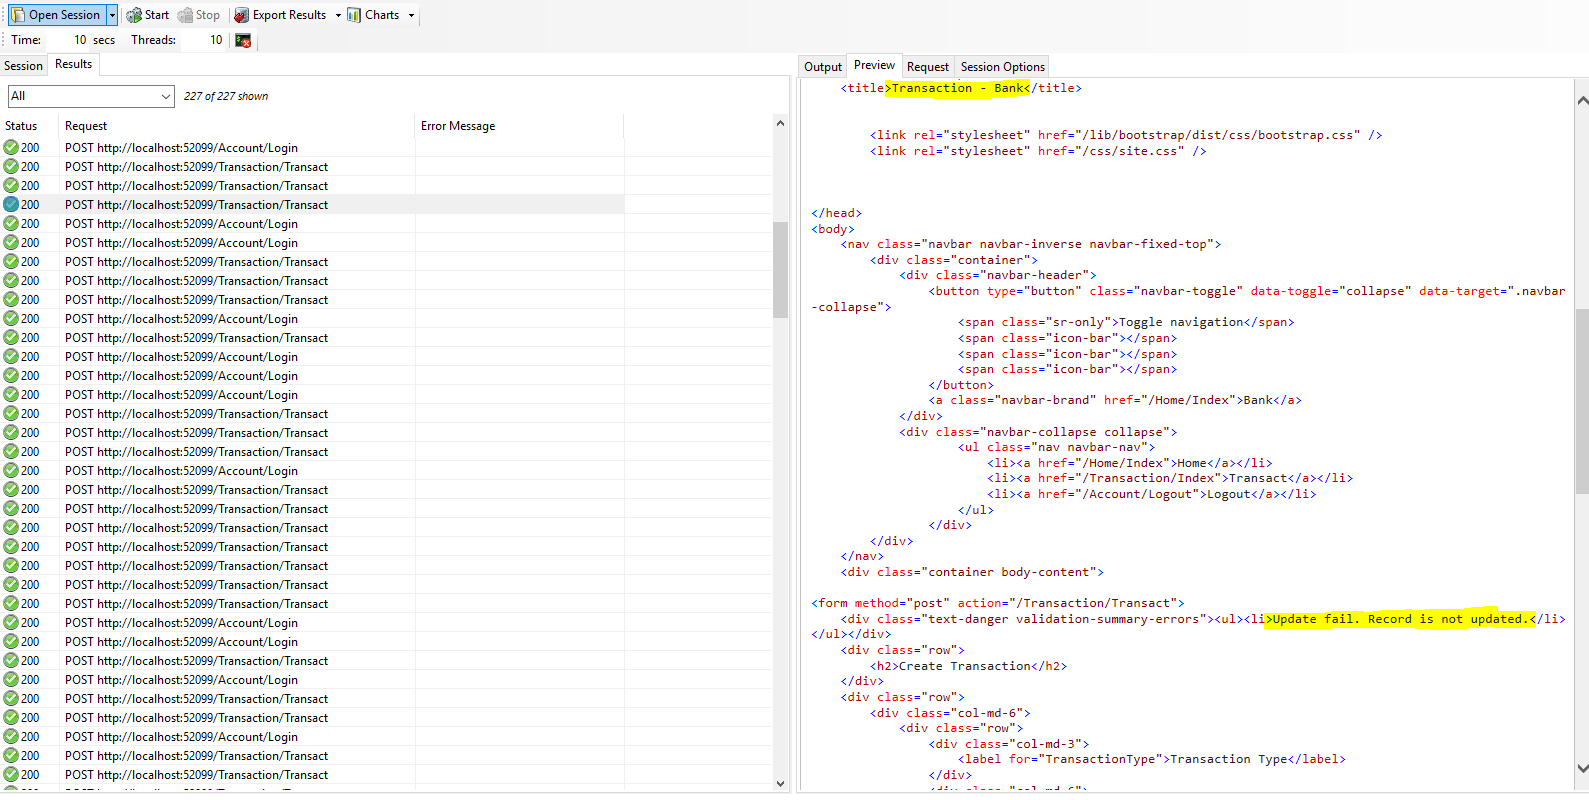 Open Session Start Stop Export Results Charts
Time: 10 secs Threads: 10
Session Results
All 227 of 227 shown
Status Request Error Message
200 POST http://localhost:52099/Account/Login
200 POST http://localhost:52099/Transaction/Transact
200 POST http://localhost:52099/Transaction/Transact
200 POST http://localhost:52099/Transaction/Transact
200 POST http://localhost:52099/Account/Login
200 POST http://localhost:52099/Account/Login
200 POST http://localhost:52099/Transaction/Transact
200 POST http://localhost:52099/Transaction/Transact
200 POST http://localhost:52099/Transaction/Transact
200 POST http://localhost:52099/Account/Login
200 POST http://localhost:52099/Transaction/Transact
200 POST http://localhost:52099/Account/Login
200 POST http://localhost:52099/Account/Login
200 POST http://localhost:52099/Account/Login
200 POST http://localhost:52099/Transaction/Transact
200 POST http://localhost:52099/Transaction/Transact
200 POST http://localhost:52099/Transaction/Transact
200 POST http://localhost:52099/Account/Login
200 POST http://localhost:52099/Transaction/Transact
200 POST http://localhost:52099/Transaction/Transact
200 POST http://localhost:52099/Transaction/Transact
200 POST http://localhost:52099/Transaction/Transact
200 POST http://localhost:52099/Transaction/Transact
200 POST http://localhost:52099/Transaction/Transact
200 POST http://localhost:52099/Transaction/Transact
200 POST http://localhost:52099/Account/Login
200 POST http://localhost:52099/Transaction/Transact
200 POST http://localhost:52099/Transaction/Transact
200 POST http://localhost:52099/Account/Login
200 POST http://localhost:52099/Transaction/Transact
200 POST http://localhost:52099/Transaction/Transact
200 POST http://localhost:52099/Account/Login
200 POST http://localhost:52099/Transaction/Transact
200 POST http://localhost:52099/Transaction/Transact
Output Preview Request Session Options
<title>Transaction - Bank</title>
<link rel="stylesheet" href="/lib/bootstrap/dist/css/bootstrap.css" />
<link rel="stylesheet" href="/css/site.css" />
</head>
<body>
<nav class="navbar navbar-inverse navbar-fixed-top">
<div class="container">
<div class="navbar-header">
<button type="button" class="navbar-toggle" data-toggle="collapse" data-target=".navbar
-collapse">
<span class="sr-only">Toggle navigation</span>
<span class="icon-bar"></span>
<span class="icon-bar"></span>
<span class="icon-bar"></span>
</button>
<a class="navbar-brand" href="/Home/Index">Bank</a>
</div>
<div class="navbar-collapse collapse">
<ul class="nav navbar-nav">
<li><a href="/Home/Index">Home</a></li>
<li><a href="/Transaction/Index">Transact</a></li>
<li><a href="/Account/Logout">Logout</a></li>
</ul>
</div>
</div>
</nav>
<div class="container body-content">
<form method="post" action="/Transaction/Transact">
<div class="text-danger validation-summary-errors"><ul><li>Update fail. Record is not updated.</li>
</ul></div>
<div class="row">
<h2>Create Transaction</h2>
</div>
<div class="row">
<div class="col-md-6">
<div class="row">
<div class="col-md-3">
<label for="TransactionType">Transaction Type</label>
</div>